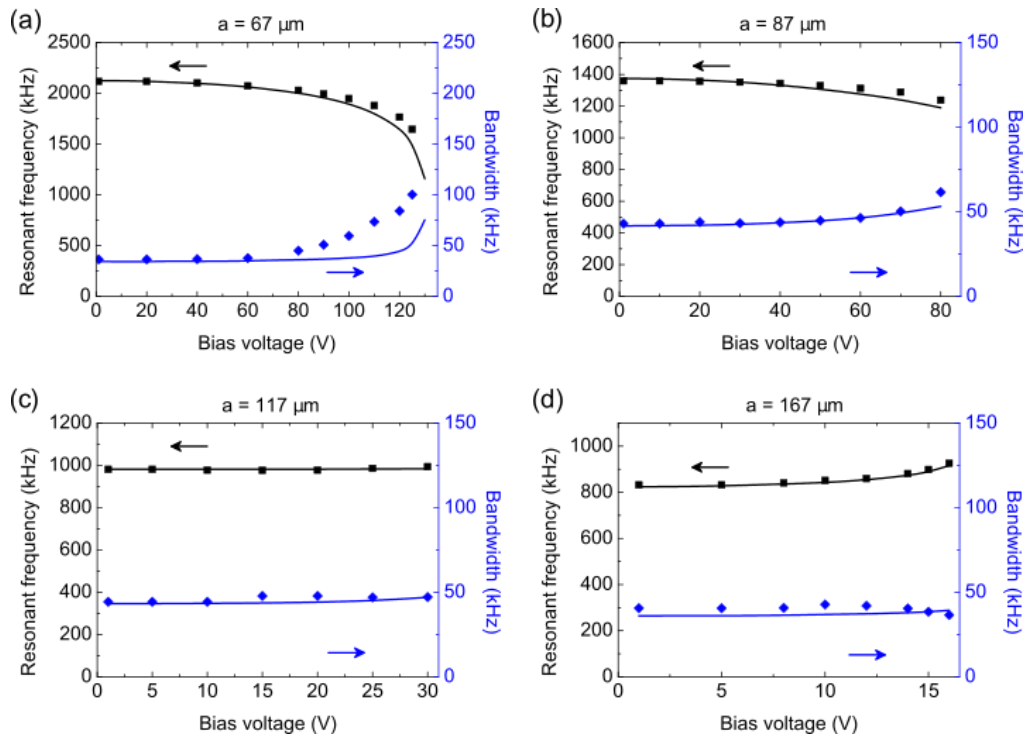 (a)
a = 67 µm
2500
2000
1500
1000
500
0
Resonant frequency (kHz)
250
200
150
100
50
0
Bandwidth (kHz)
0 20 40 60 80 100 120
Bias voltage (V)
(b)
a = 87 µm
1600
1400
1200
1000
800
600
400
200
0
Resonant frequency (kHz)
150
100
50
0
Bandwidth (kHz)
0 20 40 60 80
Bias voltage (V)
(c)
a = 117 µm
1200
1000
800
600
400
200
0
Resonant frequency (kHz)
150
100
50
0
Bandwidth (kHz)
0 5 10 15 20 25 30
Bias voltage (V)
(d)
a = 167 µm
1000
800
600
400
200
0
Resonant frequency (kHz)
150
100
50
0
Bandwidth (kHz)
0 5 10 15
Bias voltage (V)